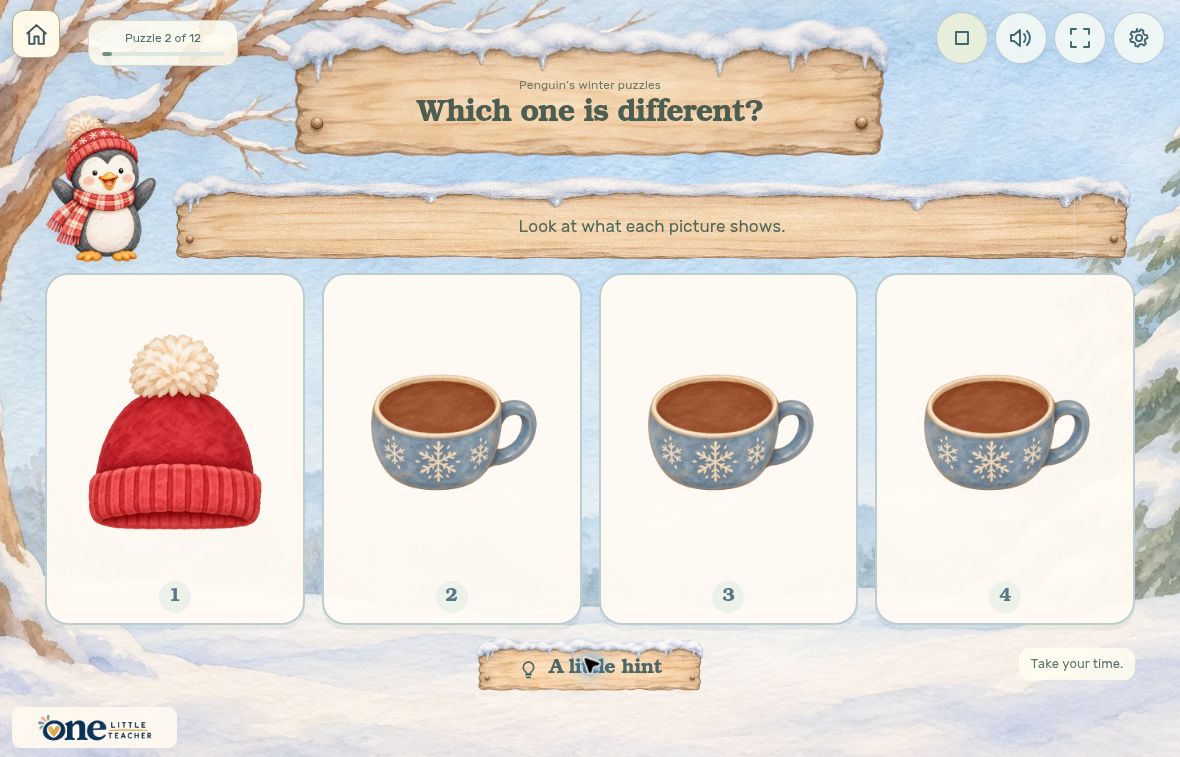 Puzzle 2 of 12
Penguin's winter puzzles
Which one is different?
Look at what each picture shows.
1
2
3
4
A little hint
Take your time.
one LITTLE
TEACHER